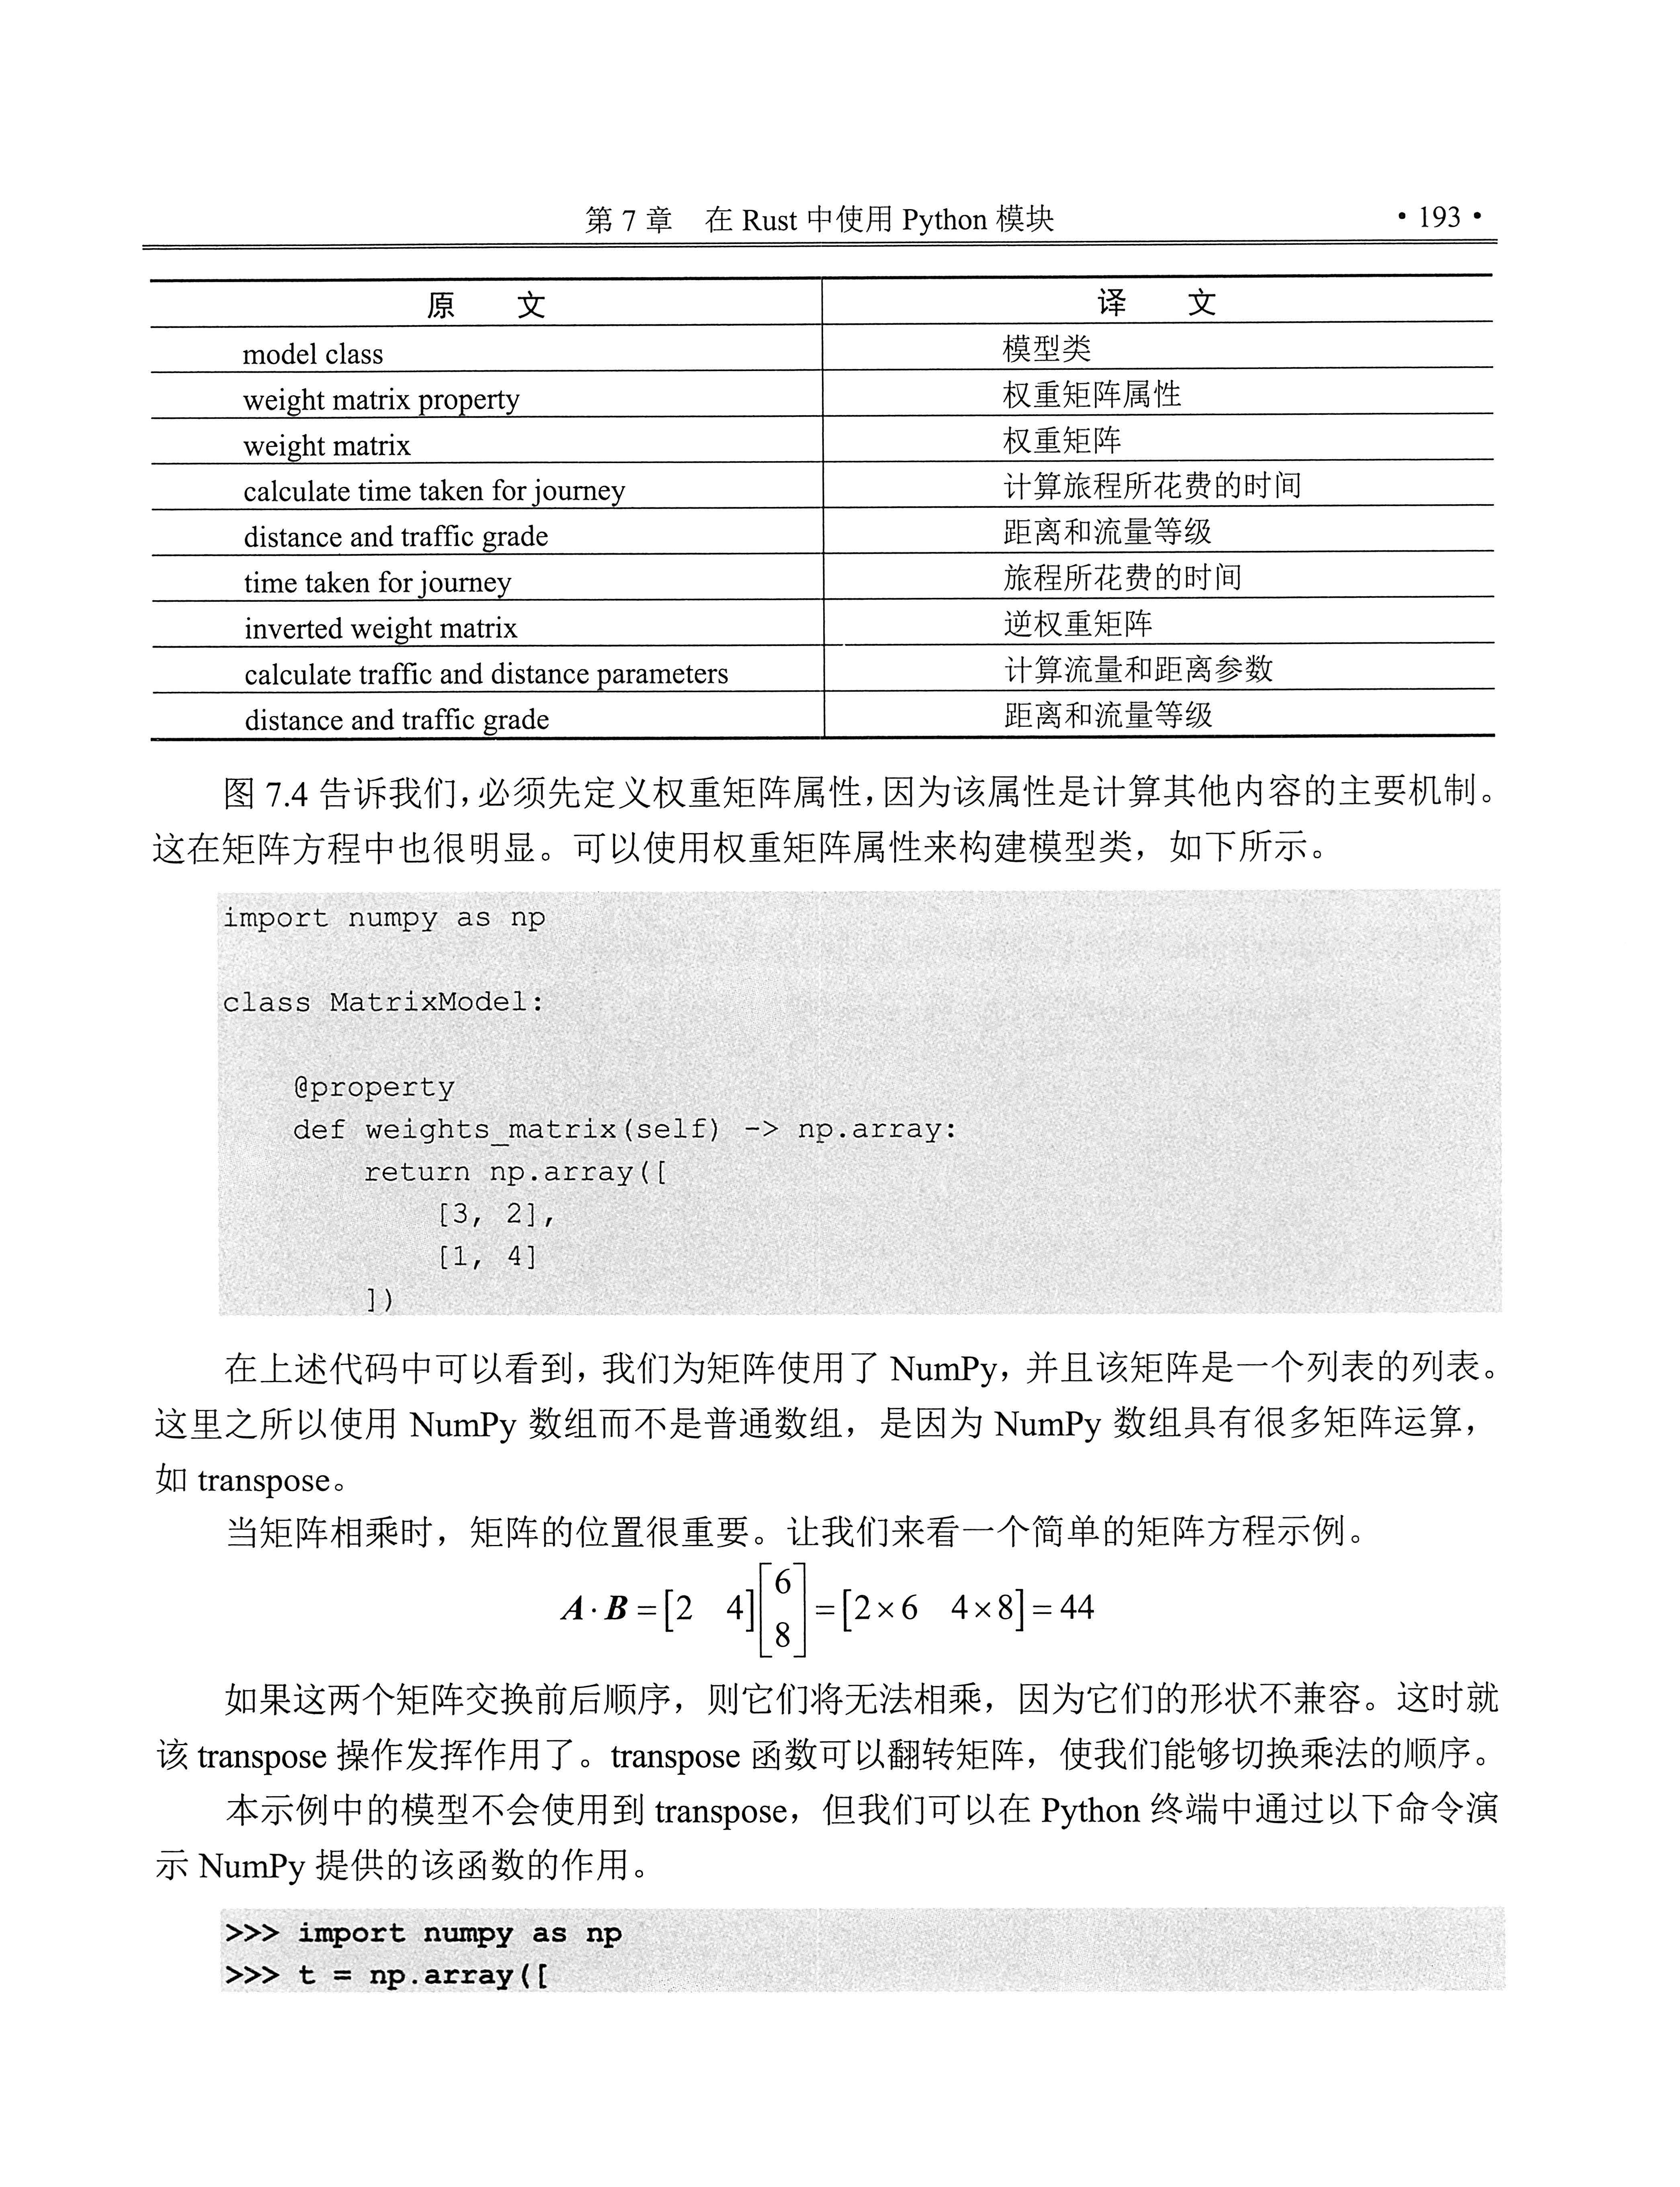 第 7 章　在 Rust 中使用 Python 模块　• 193 •
原　文　译　文
model class　模型类
weight matrix property　权重矩阵属性
weight matrix　权重矩阵
calculate time taken for journey　计算旅程所花费的时间
distance and traffic grade　距离和流量等级
time taken for journey　旅程所花费的时间
inverted weight matrix　逆权重矩阵
calculate traffic and distance parameters　计算流量和距离参数
distance and traffic grade　距离和流量等级
图 7.4 告诉我们，必须先定义权重矩阵属性，因为该属性是计算其他内容的主要机制。
这在矩阵方程中也很明显。可以使用权重矩阵属性来构建模型类，如下所示。
import numpy as np
class MatrixModel:
    @property
    def weights_matrix(self) -> np.array:
        return np.array([
            [3, 2],
            [1, 4]
        ])
在上述代码中可以看到，我们为矩阵使用了 NumPy，并且该矩阵是一个列表的列表。
这里之所以使用 NumPy 数组而不是普通数组，是因为 NumPy 数组具有很多矩阵运算，
如 transpose。
当矩阵相乘时，矩阵的位置很重要。让我们来看一个简单的矩阵方程示例。
A · B = [2 4] [6 8] = [2×6 4×8] = 44
如果这两个矩阵交换前后顺序，则它们将无法相乘，因为它们的形状不兼容。这时就
该 transpose 操作发挥作用了。transpose 函数可以翻转矩阵，使我们能够切换乘法的顺序。
本示例中的模型不会使用到 transpose，但我们可以在 Python 终端中通过以下命令演
示 NumPy 提供的该函数的作用。
>>> import numpy as np
>>> t = np.array([